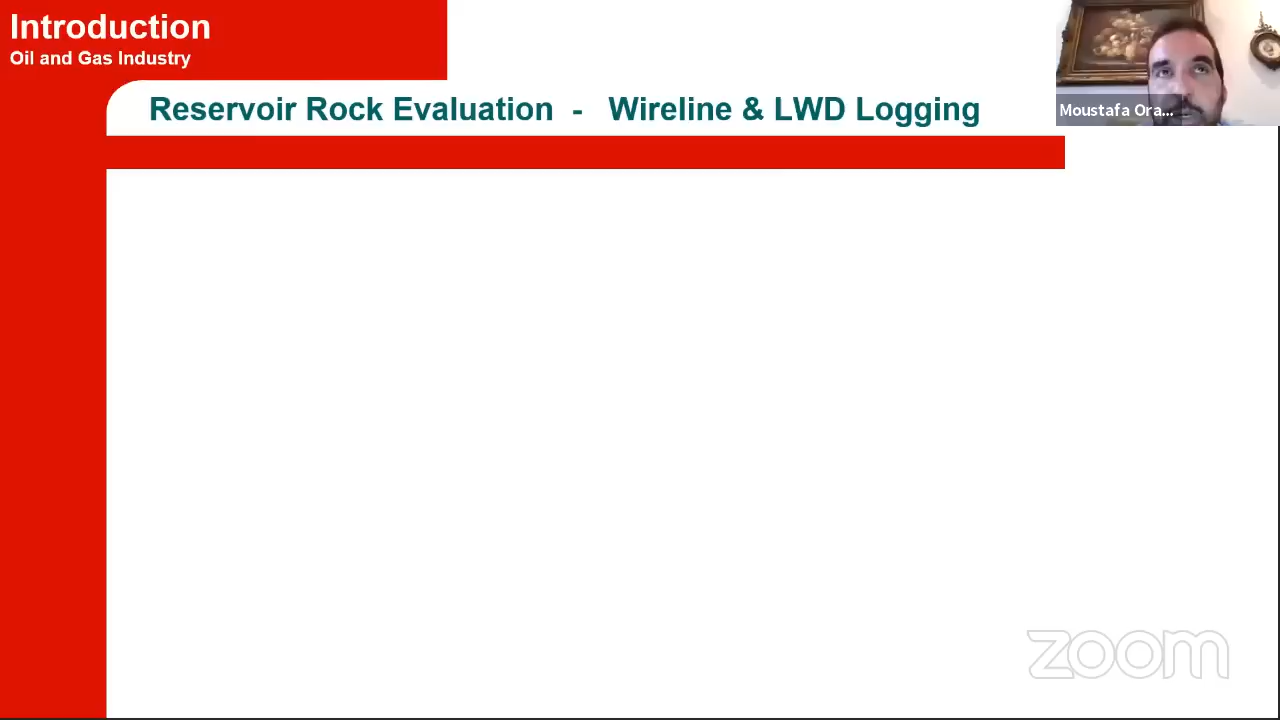 Introduction
Oil and Gas Industry
Reservoir Rock Evaluation - Wireline & LWD Logging
Moustafa Ora...
zoom